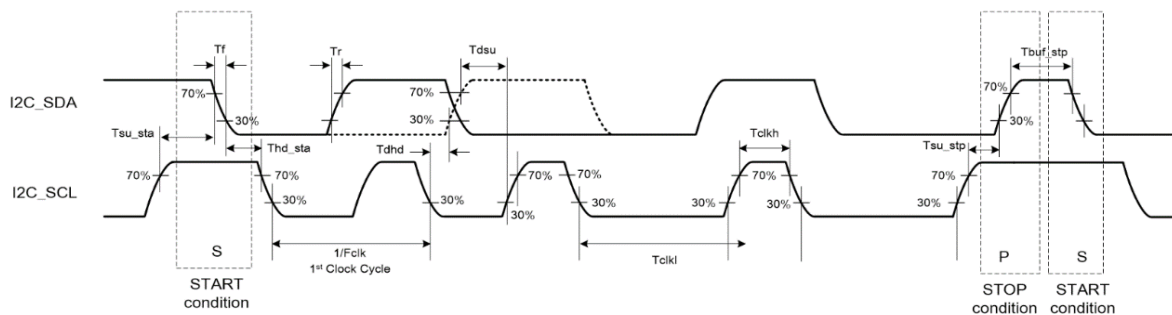 Tf
Tr
Tdsu
Tbuf_stp
I2C_SDA
70%
30%
70%
30%
70%
30%
Tsu_sta
Thd_sta
Tdhd
Tclkh
Tsu_stp
I2C_SCL
70%
70%
30%
30%
70%
70%
30%
30%
70%
70%
30%
30%
70%
30%
1/Fclk
1st Clock Cycle
Tclkl
S
START
condition
P
STOP
condition
S
START
condition